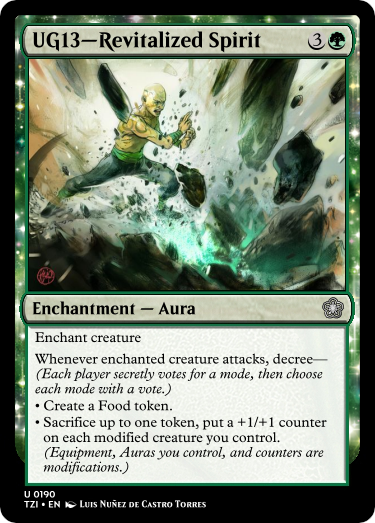 UG13—Revitalized Spirit 3
Enchantment — Aura
Enchant creature
Whenever enchanted creature attacks, decree—
(Each player secretly votes for a mode, then choose
each mode with a vote.)
• Create a Food token.
• Sacrifice up to one token, put a +1/+1 counter
on each modified creature you control.
(Equipment, Auras you control, and counters are
modifications.)
U 0190
TZI • EN Luis Nuñez de Castro Torres